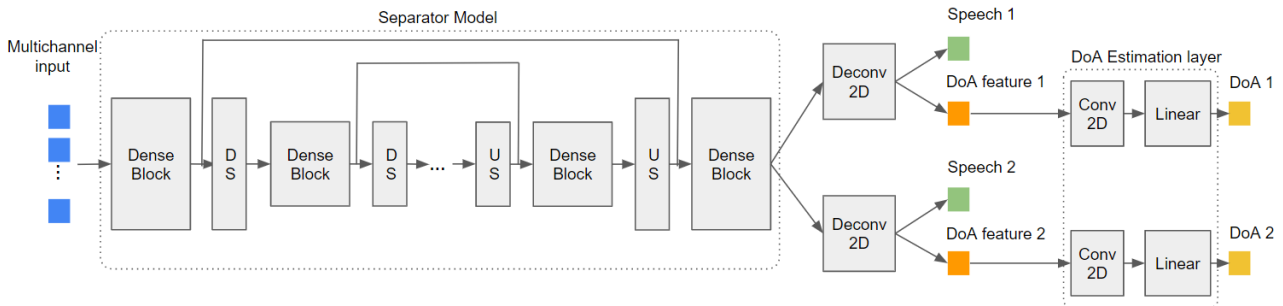 Separator Model
Multichannel
input
Dense
Block
D
S
Dense
Block
D
S
...
U
S
Dense
Block
U
S
Dense
Block
Deconv
2D
Speech 1
DoA feature 1
DoA Estimation layer
Conv
2D
Linear
DoA 1
Deconv
2D
Speech 2
DoA feature 2
Conv
2D
Linear
DoA 2